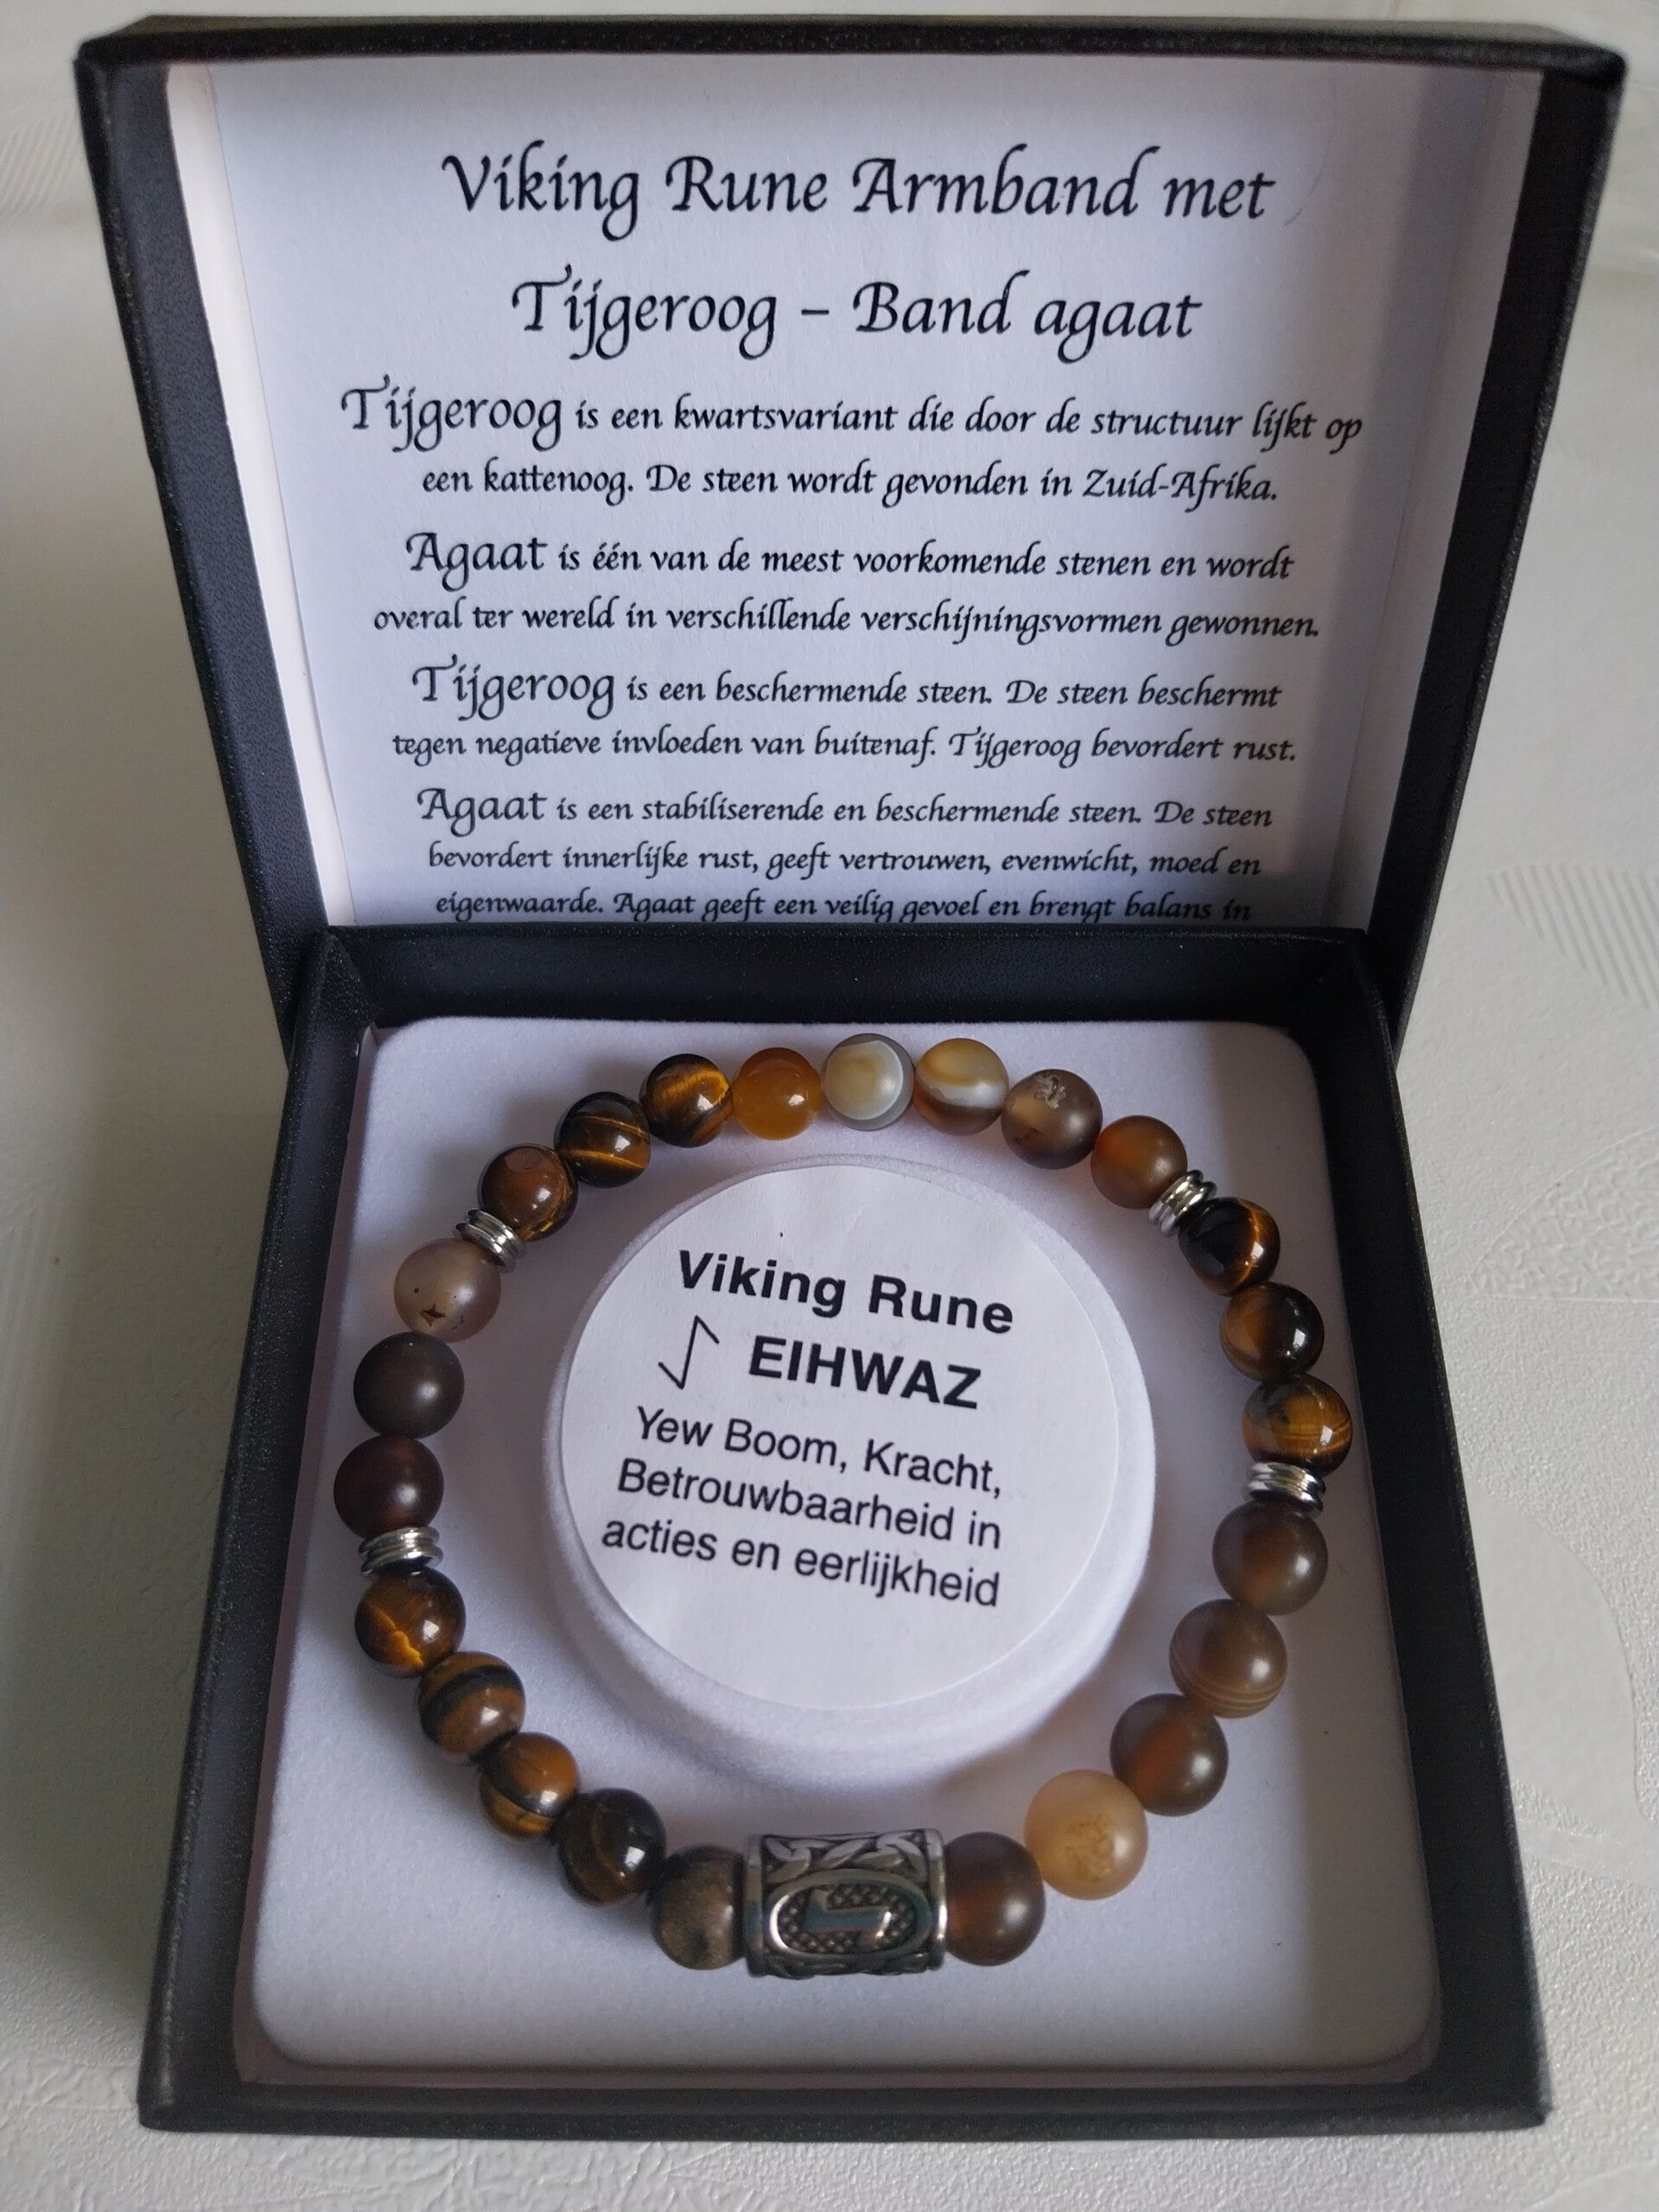 Viking Rune Armband met
Tijgeroog – Band agaat
Tijgeroog is een kwartsvariant die door de structuur lijkt op
een kattenoog. De steen wordt gevonden in Zuid-Afrika.
Agaat is één van de meest voorkomende stenen en wordt
overal ter wereld in verschillende verschijningsvormen gewonnen.
Tijgeroog is een beschermende steen. De steen beschermt
tegen negatieve invloeden van buitenaf. Tijgeroog bevordert rust.
Agaat is een stabiliserende en beschermende steen. De steen
bevordert innerlijke rust, geeft vertrouwen, evenwicht, moed en
eigenwaarde. Agaat geeft een veilig gevoel en brengt balans in
Viking Rune
ᛇ EIHWAZ
Yew Boom, Kracht,
Betrouwbaarheid in
acties en eerlijkheid
ᛇ